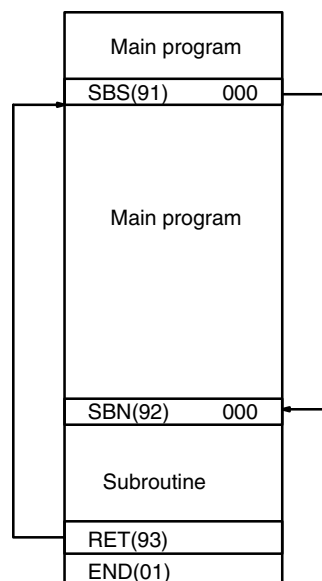 Main program
SBS(91) 000
Main program
SBN(92) 000
Subroutine
RET(93)
END(01)